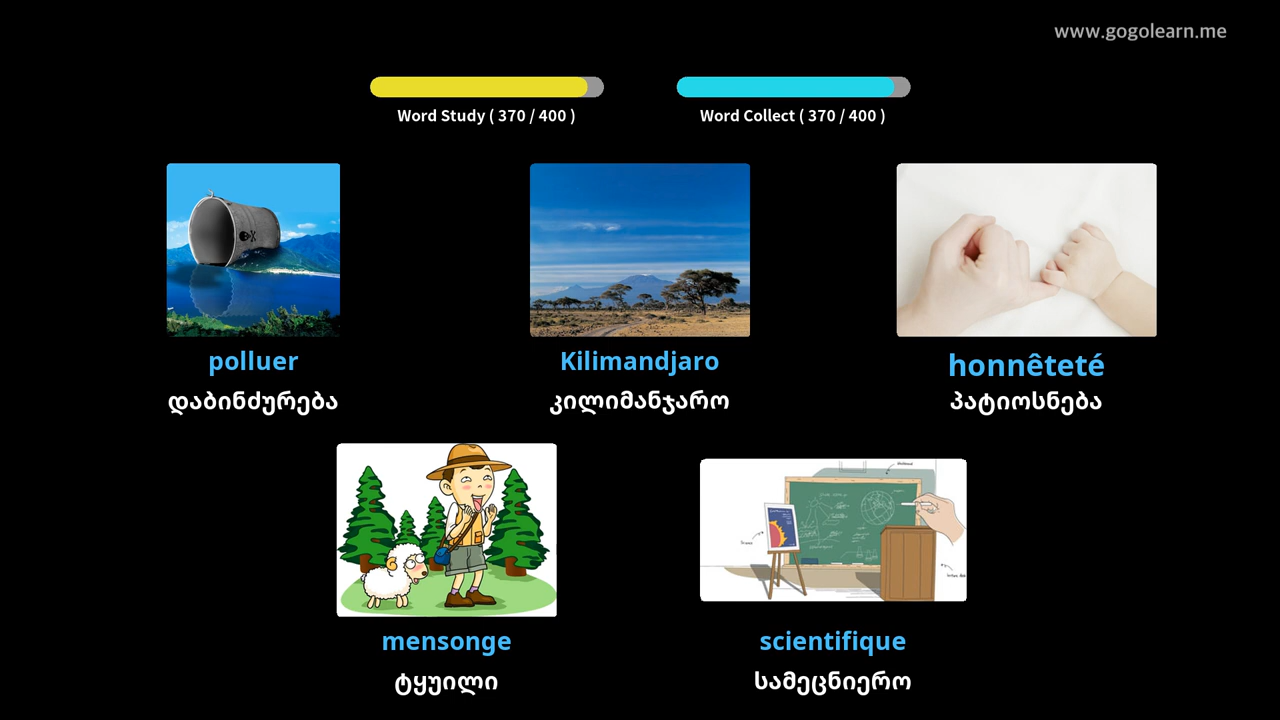 www.gogolearn.me
Word Study ( 370 / 400 )
Word Collect ( 370 / 400 )
polluer
Kilimandjaro
honnêteté
დაბინძურება
კილიმანჯარო
პატიოსნება
mensonge
scientifique
ტყუილი
სამეცნიერო